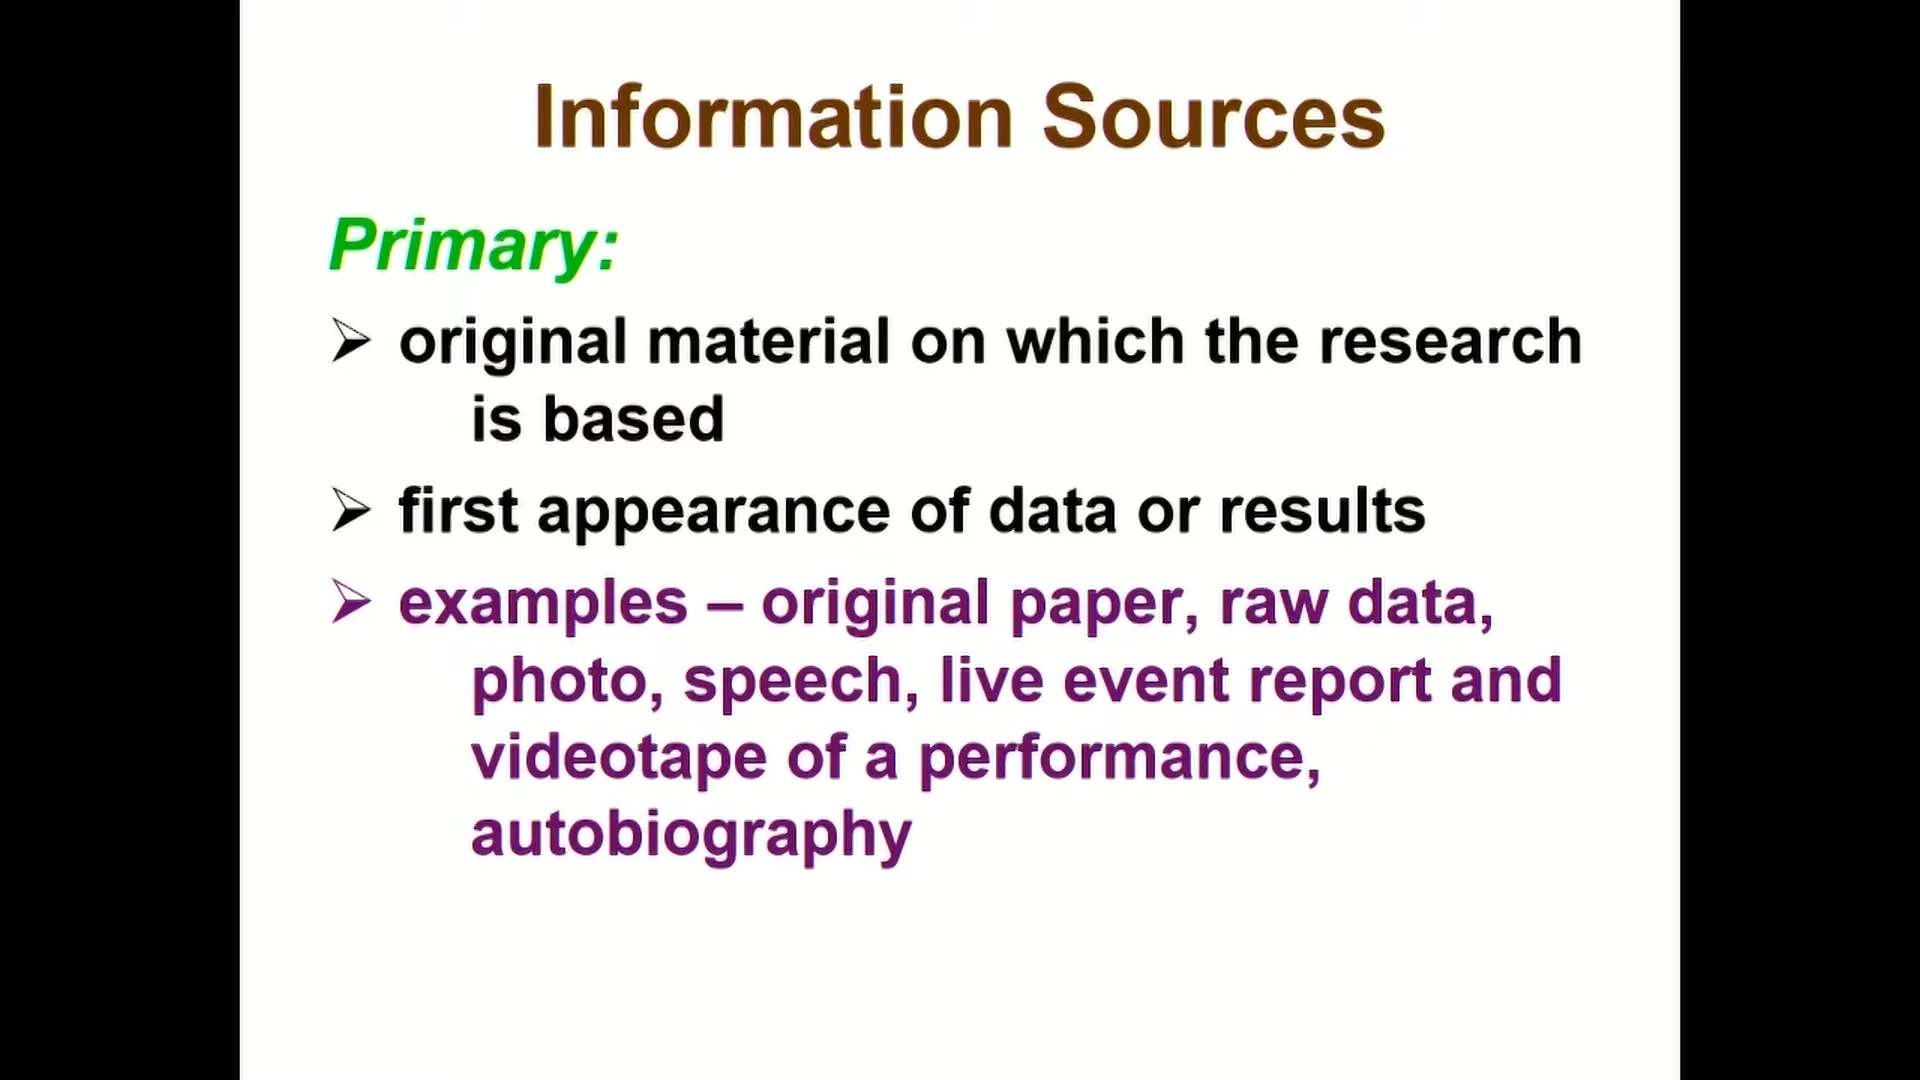 Information Sources
Primary:
➢ original material on which the research
is based
➢ first appearance of data or results
➢ examples – original paper, raw data,
photo, speech, live event report and
videotape of a performance,
autobiography